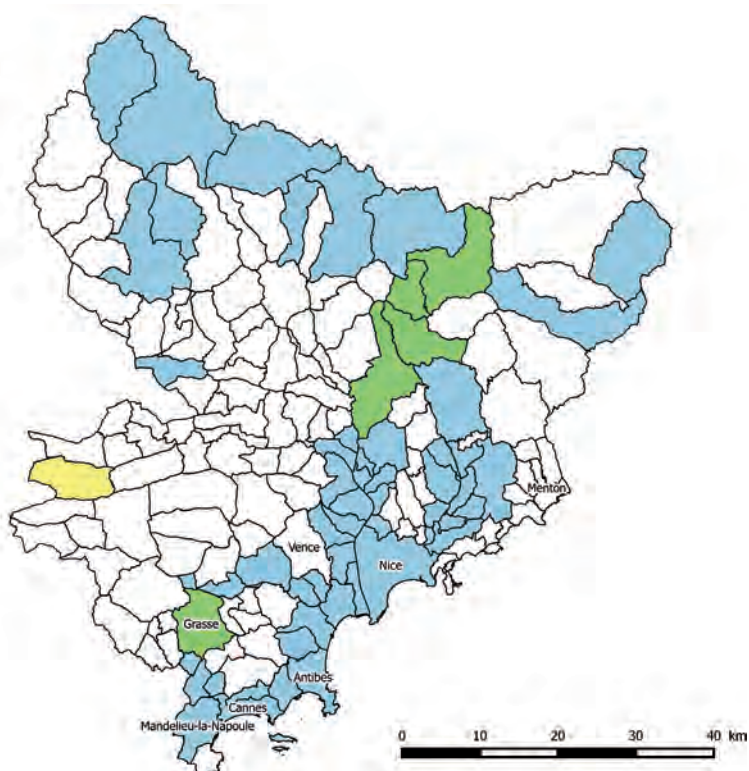 Menton
Vence
Nice
Grasse
Antibes
Cannes
Mandelieu-la-Napoule
0 10 20 30 40 km